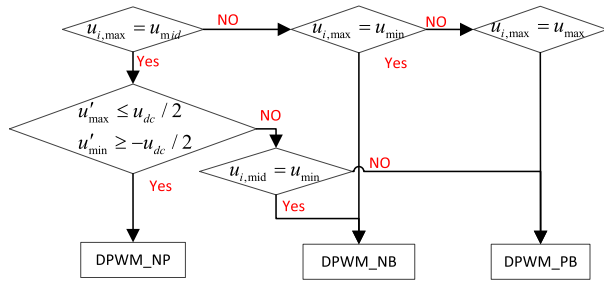 u_{i,max} = u_{mid}
NO
u_{i,max} = u_{min}
NO
u_{i,max} = u_{max}
Yes
Yes
u'_{max} ≤ u_{dc} / 2
u'_{min} ≥ -u_{dc} / 2
NO
u_{i,mid} = u_{min}
NO
Yes
Yes
DPWM_NP
DPWM_NB
DPWM_PB